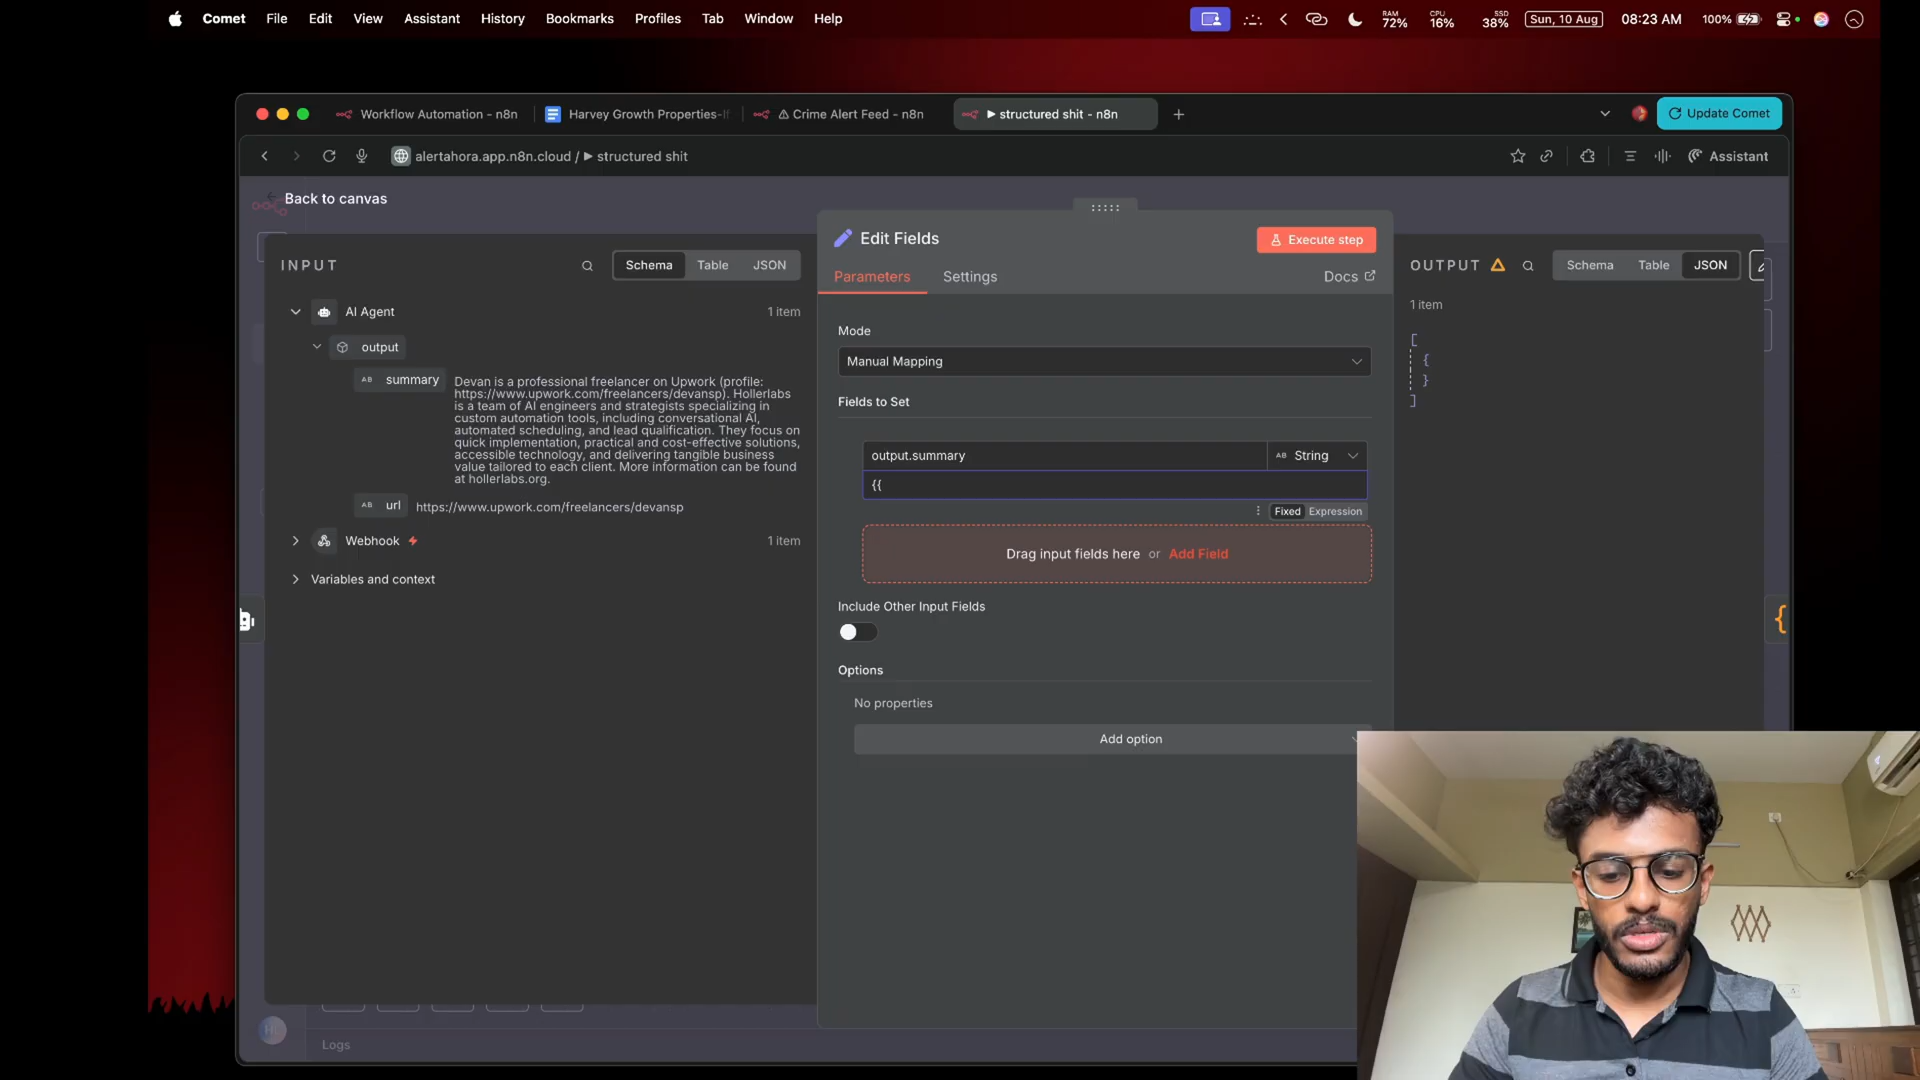 Comet File Edit View Assistant History Bookmarks Profiles Tab Window Help
RAM 72% CPU 16% SSD 38% Sun, 10 Aug 08:23 AM 100%
Workflow Automation - n8n
Harvey Growth Properties-
⚠ Crime Alert Feed - n8n
▶ structured shit - n8n
Update Comet
alertahora.app.n8n.cloud / ▶ structured shit
Assistant
Back to canvas
INPUT
Schema Table JSON
AI Agent
1 item
output
AB summary
Devan is a professional freelancer on Upwork (profile:
https://www.upwork.com/freelancers/devansp). Hollerlabs
is a team of AI engineers and strategists specializing in
custom automation tools, including conversational AI,
automated scheduling, and lead qualification. They focus on
quick implementation, practical and cost-effective solutions,
accessible technology, and delivering tangible business
value tailored to each client. More information can be found
at hollerlabs.org.
AB url https://www.upwork.com/freelancers/devansp
Webhook
1 item
Variables and context
Edit Fields
Execute step
Parameters Settings
Docs
Mode
Manual Mapping
Fields to Set
output.summary
AB String
{{
Fixed Expression
Drag input fields here or Add Field
Include Other Input Fields
Options
No properties
Add option
OUTPUT
Schema Table JSON
1 item
[
{
}
]
{
Logs